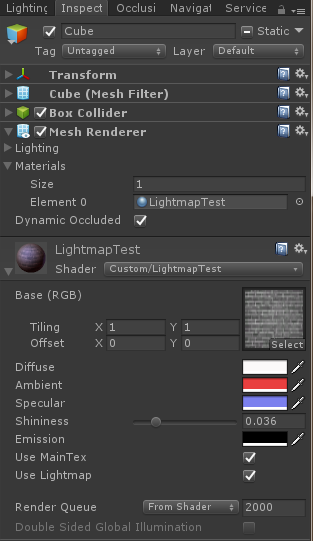 Lighting Inspect Occlusi Navigat Service
Cube Static
Tag Untagged Layer Default
Transform
Cube (Mesh Filter)
Box Collider
Mesh Renderer
Lighting
Materials
Size 1
Element 0 LightmapTest
Dynamic Occluded
LightmapTest
Shader Custom/LightmapTest
Base (RGB)
Tiling X 1 Y 1
Offset X 0 Y 0
Select
Diffuse
Ambient
Specular
Shininess 0.036
Emission
Use MainTex
Use Lightmap
Render Queue From Shader 2000
Double Sided Global Illumination